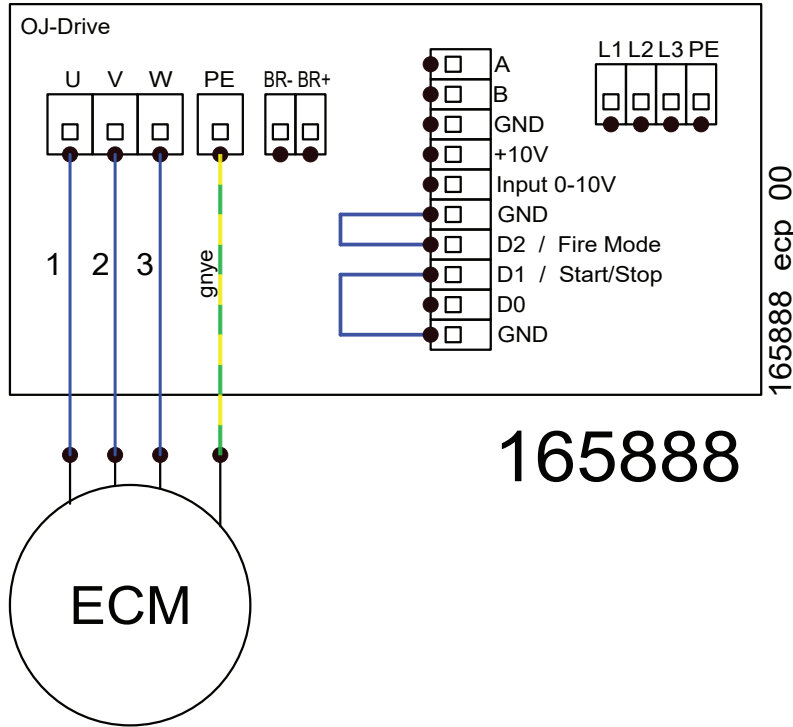 OJ-Drive
U V W PE BR- BR+
L1 L2 L3 PE
A
B
GND
+10V
Input 0-10V
GND
D2 / Fire Mode
D1 / Start/Stop
D0
GND
1 2 3 gnye
165888 ecp 00
165888
ECM